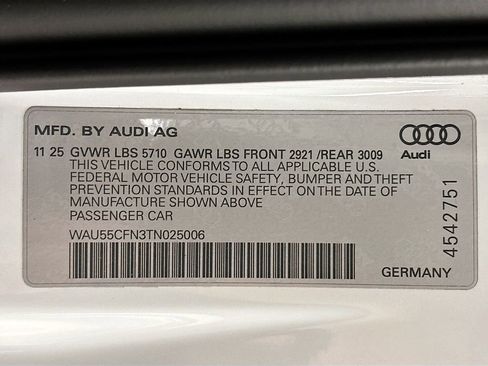 MFD. BY AUDI AG
11 25 GVWR LBS 5710 GAWR LBS FRONT 2921 /REAR 3009
THIS VEHICLE CONFORMS TO ALL APPLICABLE U.S.
FEDERAL MOTOR VEHICLE SAFETY, BUMPER AND THEFT
PREVENTION STANDARDS IN EFFECT ON THE DATE OF
MANUFACTURE SHOWN ABOVE
PASSENGER CAR
WAU55CFN3TN025006
Audi
4542751
GERMANY